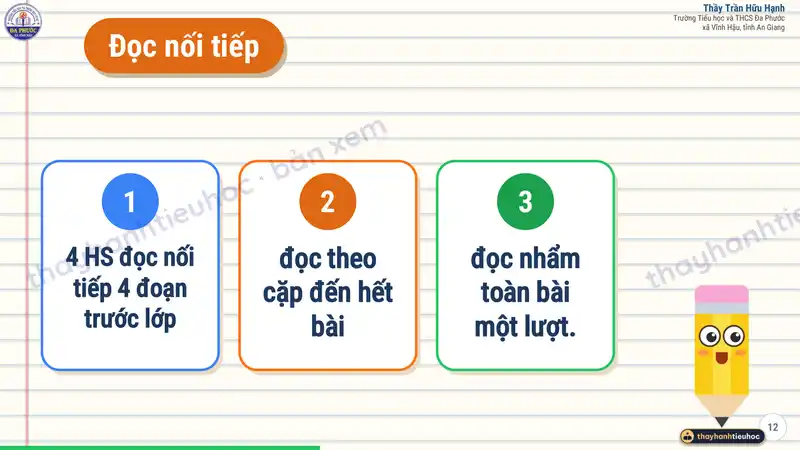 Thầy Trần Hữu Hạnh
Trường Tiểu học và THCS Đa Phước
xã Vĩnh Hậu, tỉnh An Giang
ĐA PHƯỚC
Đọc nối tiếp
1
4 HS đọc nối
tiếp 4 đoạn
trước lớp
2
đọc theo
cặp đến hết
bài
3
đọc nhẩm
toàn bài
một lượt.
thayhanhtieuhoc · bản xem
thayhanhtieuhoc
12